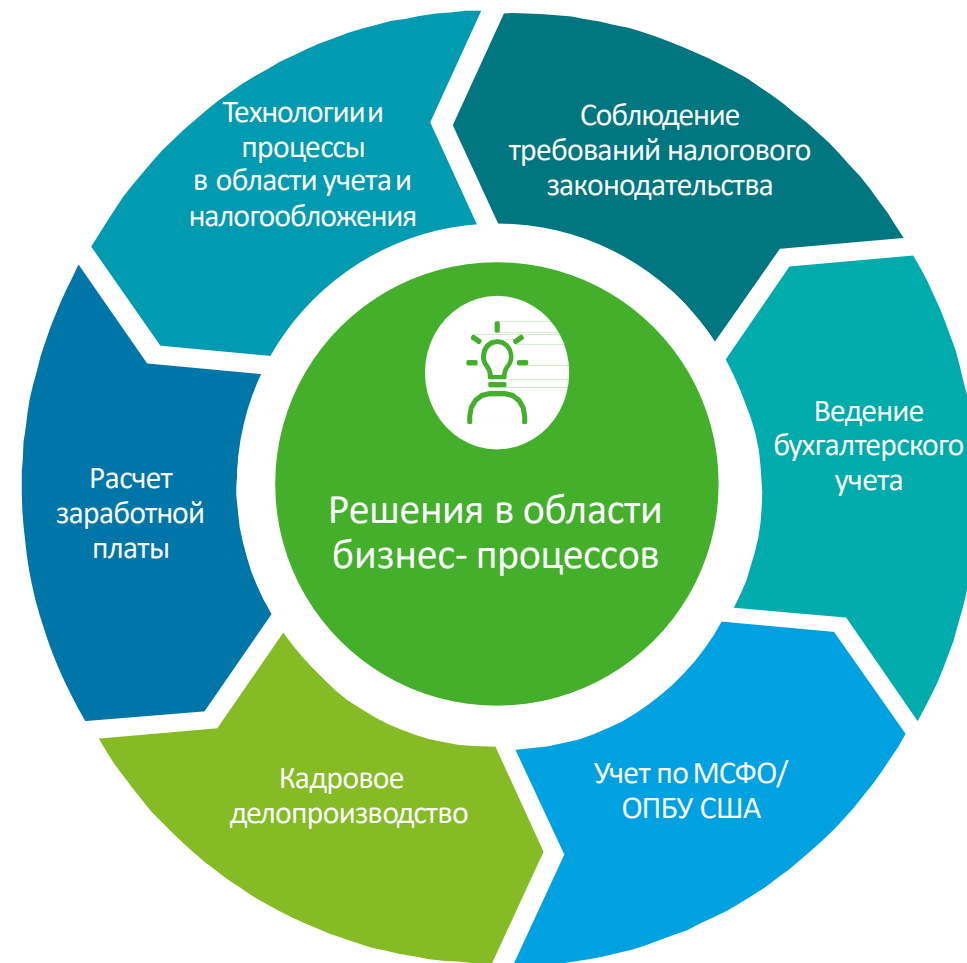 Технологии и
процессы
в области учета и
налогообложения
Соблюдение
требований налогового
законодательства
Ведение
бухгалтерского
учета
Учет по МСФО/
ОПБУ США
Кадровое
делопроизводство
Расчет
заработной
платы
Решения в области
бизнес- процессов